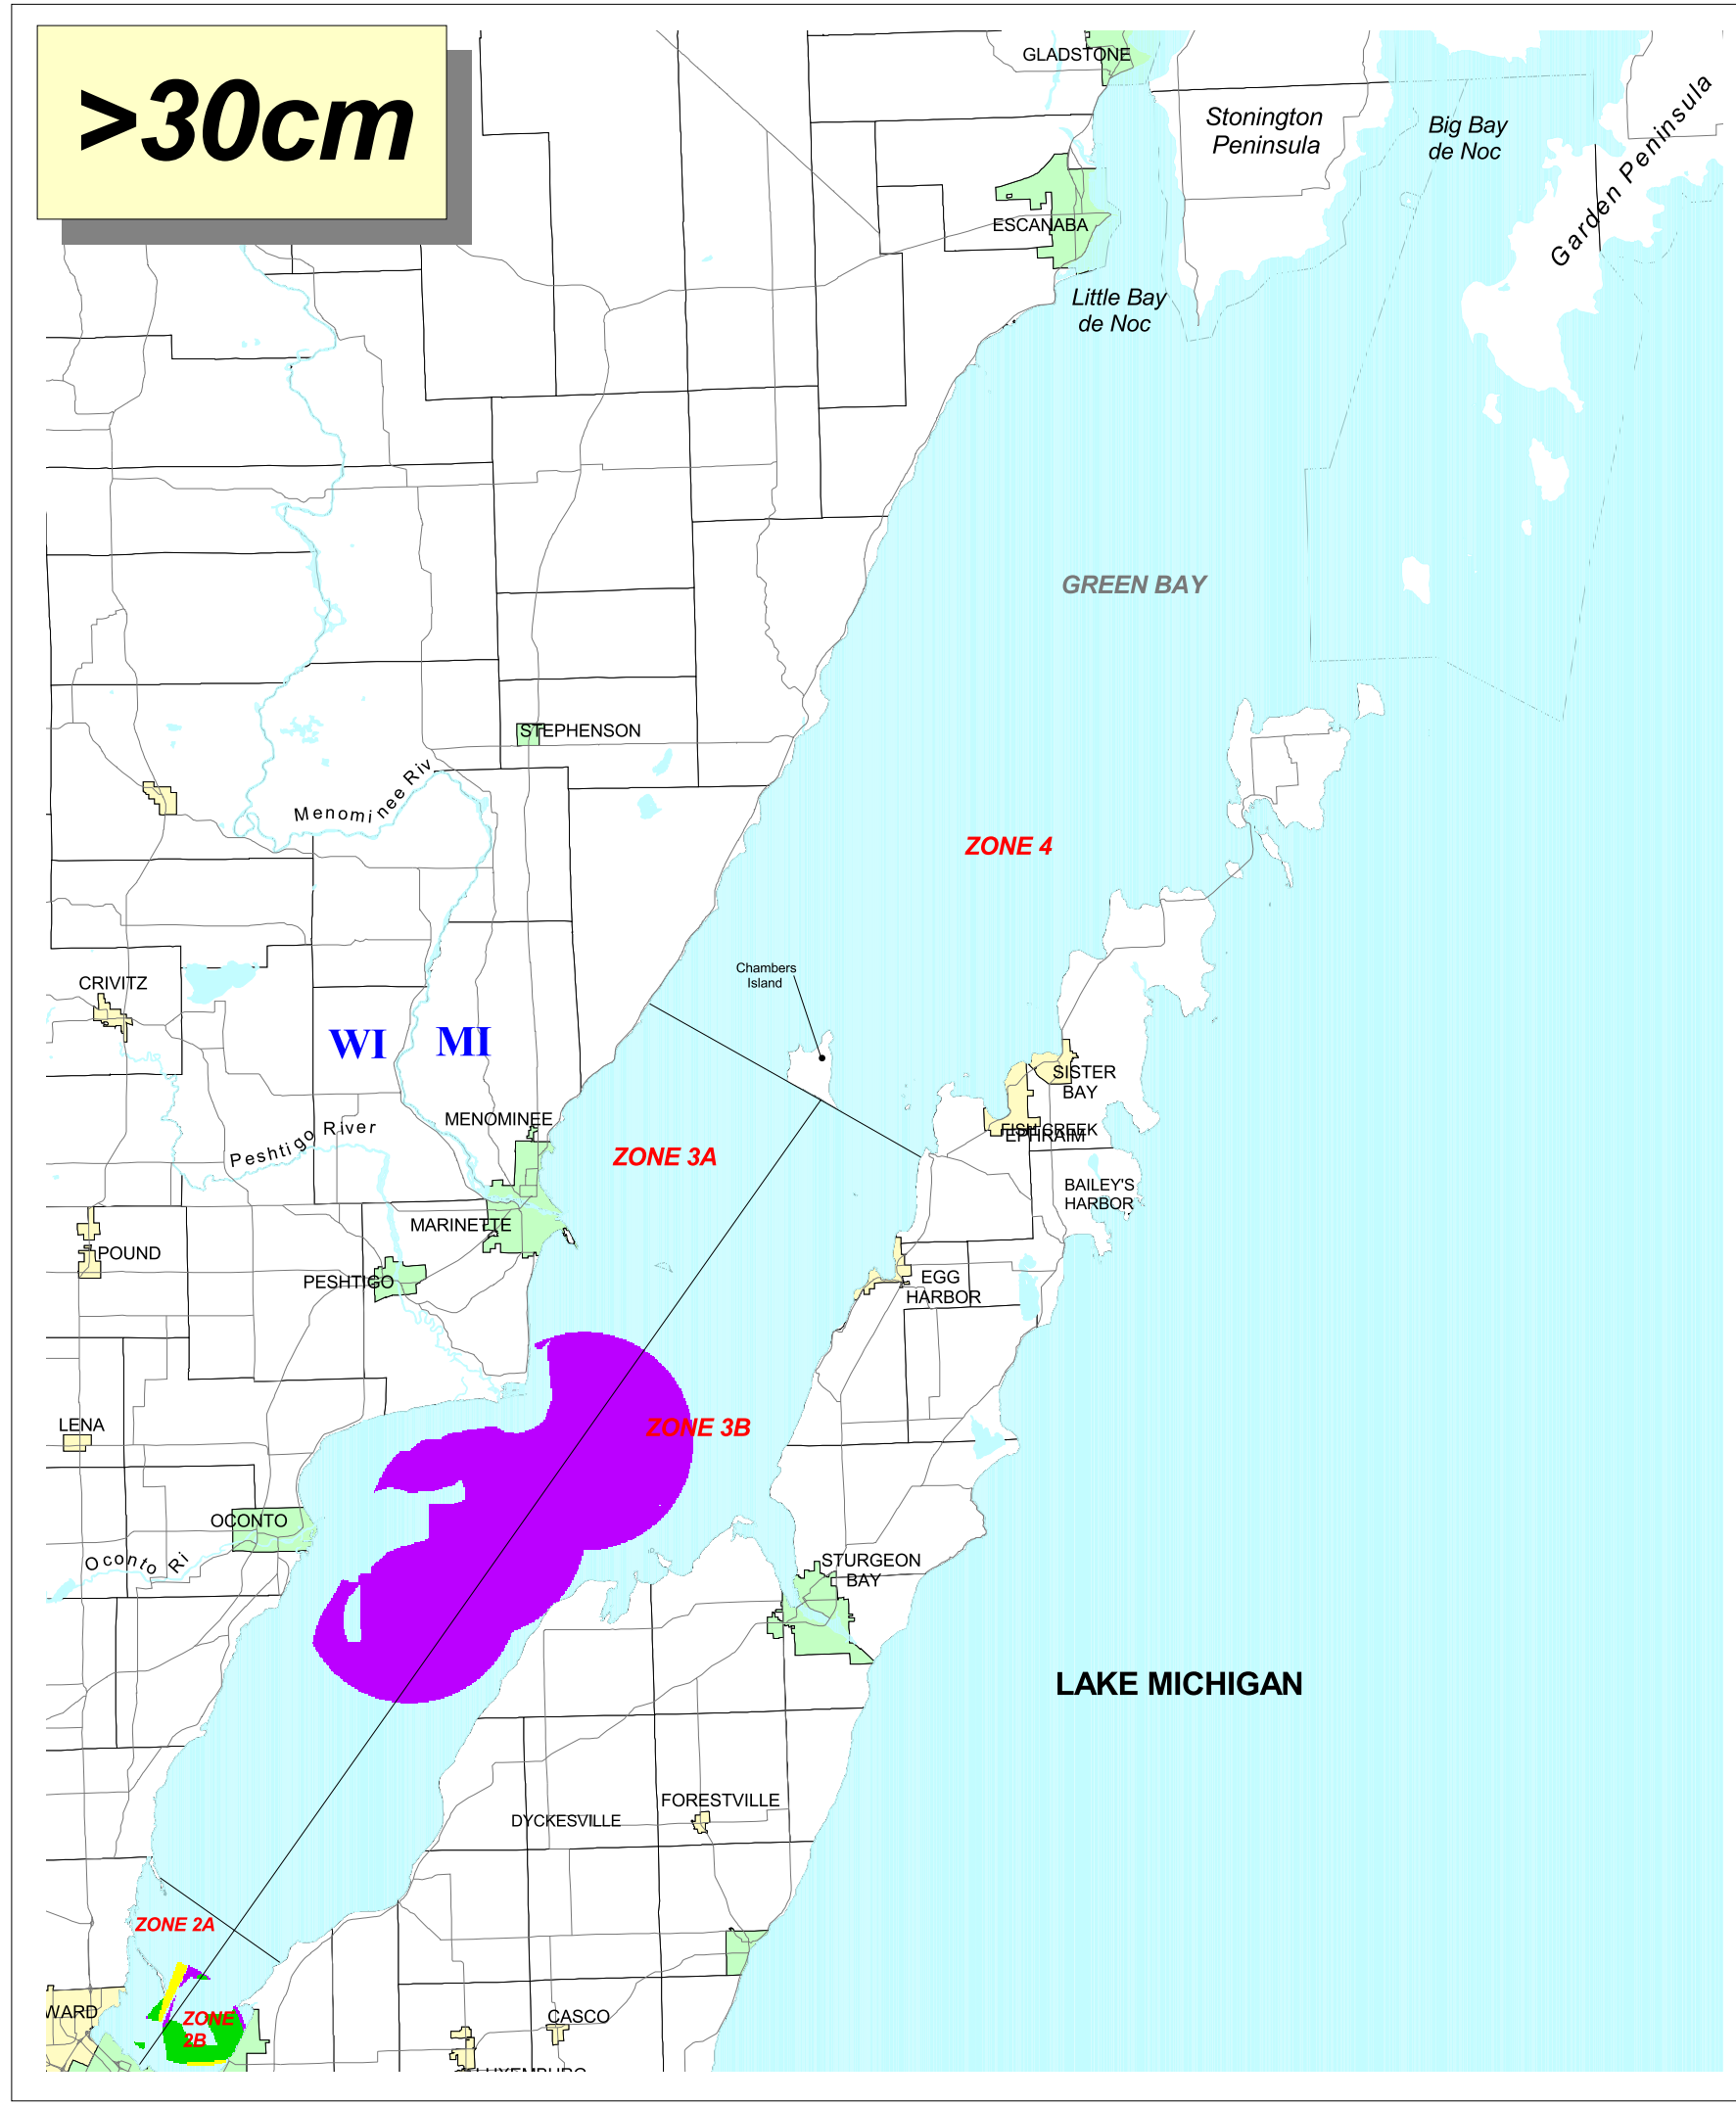 >30cm
GLADSTONE
Stonington
Peninsula
Big Bay
de Noc
Garden Peninsula
ESCANABA
Little Bay
de Noc
GREEN BAY
STEPHENSON
Menominee Riv
ZONE 4
Chambers
Island
CRIVITZ
WI
MI
SISTER
BAY
MENOMINEE
FISH CREEK
EPHRAIM
Peshtigo River
ZONE 3A
BAILEY'S
HARBOR
MARINETTE
POUND
PESHTIGO
EGG
HARBOR
LENA
ZONE 3B
OCONTO
Oconto Ri
STURGEON
BAY
LAKE MICHIGAN
FORESTVILLE
DYCKESVILLE
ZONE 2A
WARD
ZONE
2B
CASCO